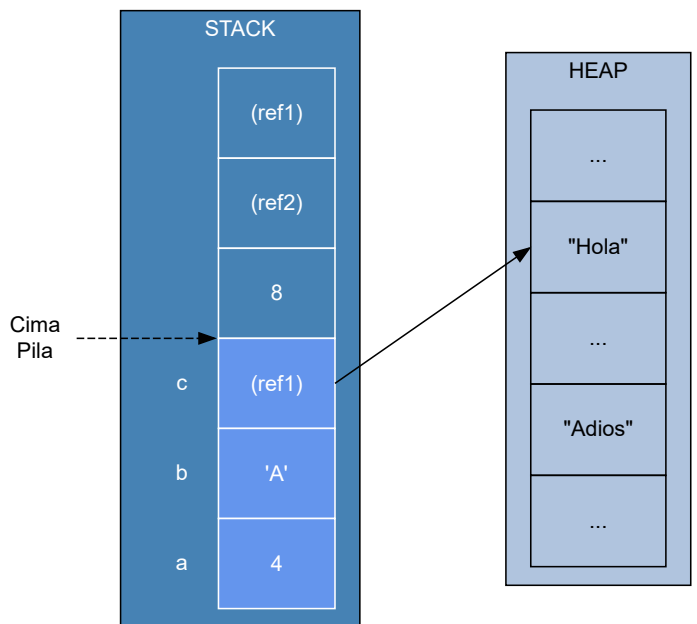 STACK
(ref1)
(ref2)
8
Cima
Pila
c
(ref1)
b
'A'
a
4
HEAP
...
"Hola"
...
"Adios"
...